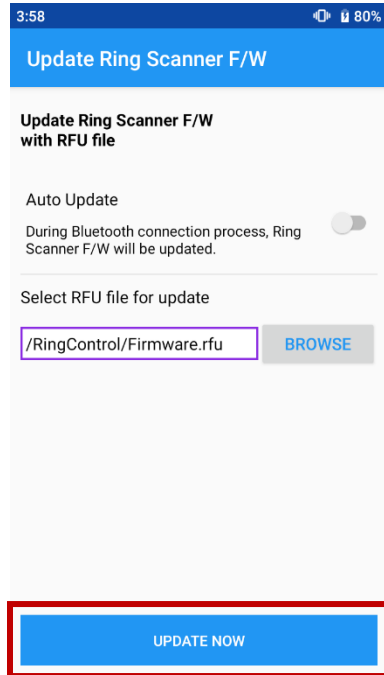 3:58 80%
Update Ring Scanner F/W
Update Ring Scanner F/W
with RFU file
Auto Update
During Bluetooth connection process, Ring
Scanner F/W will be updated.
Select RFU file for update
/RingControl/Firmware.rfu BROWSE
UPDATE NOW